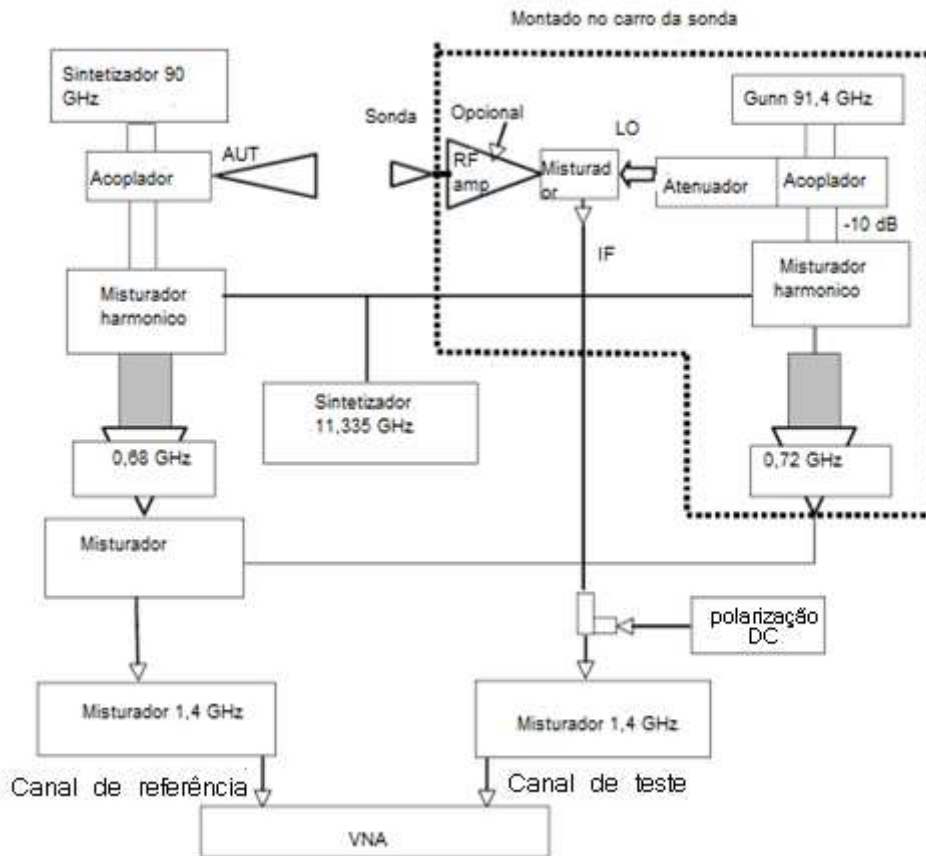 Montado no carro da sonda
Sintetizador 90
GHz
Sonda
Opcional
LO
Gunn 91,4 GHz
AUT
Acoplador
RF
amp
Misturad
or
Atenuador
Acoplador
-10 dB
IF
Misturador
harmonico
Misturador
harmonico
Sintetizador
11,335 GHz
0,68 GHz
0,72 GHz
Misturador
polarização
DC
Misturador 1,4 GHz
Misturador 1,4 GHz
Canal de referência
Canal de teste
VNA